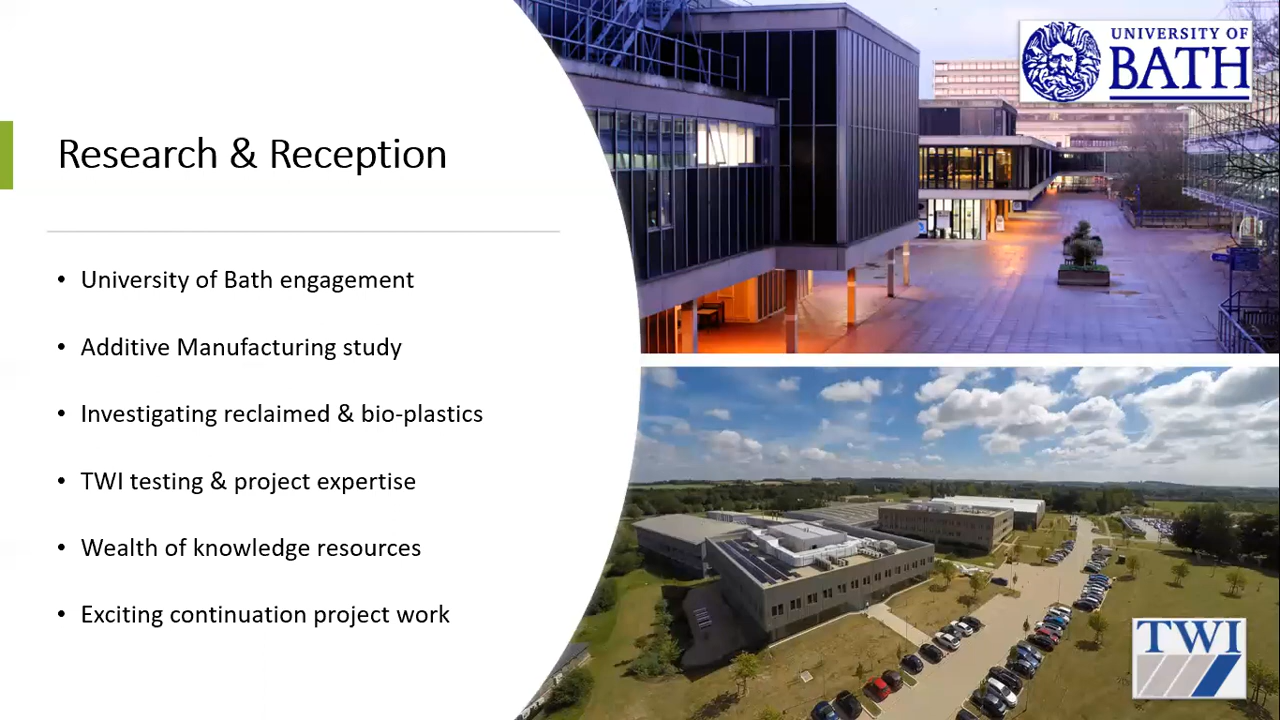 Research & Reception
• University of Bath engagement
• Additive Manufacturing study
• Investigating reclaimed & bio-plastics
• TWI testing & project expertise
• Wealth of knowledge resources
• Exciting continuation project work
UNIVERSITY OF
BATH
TWI